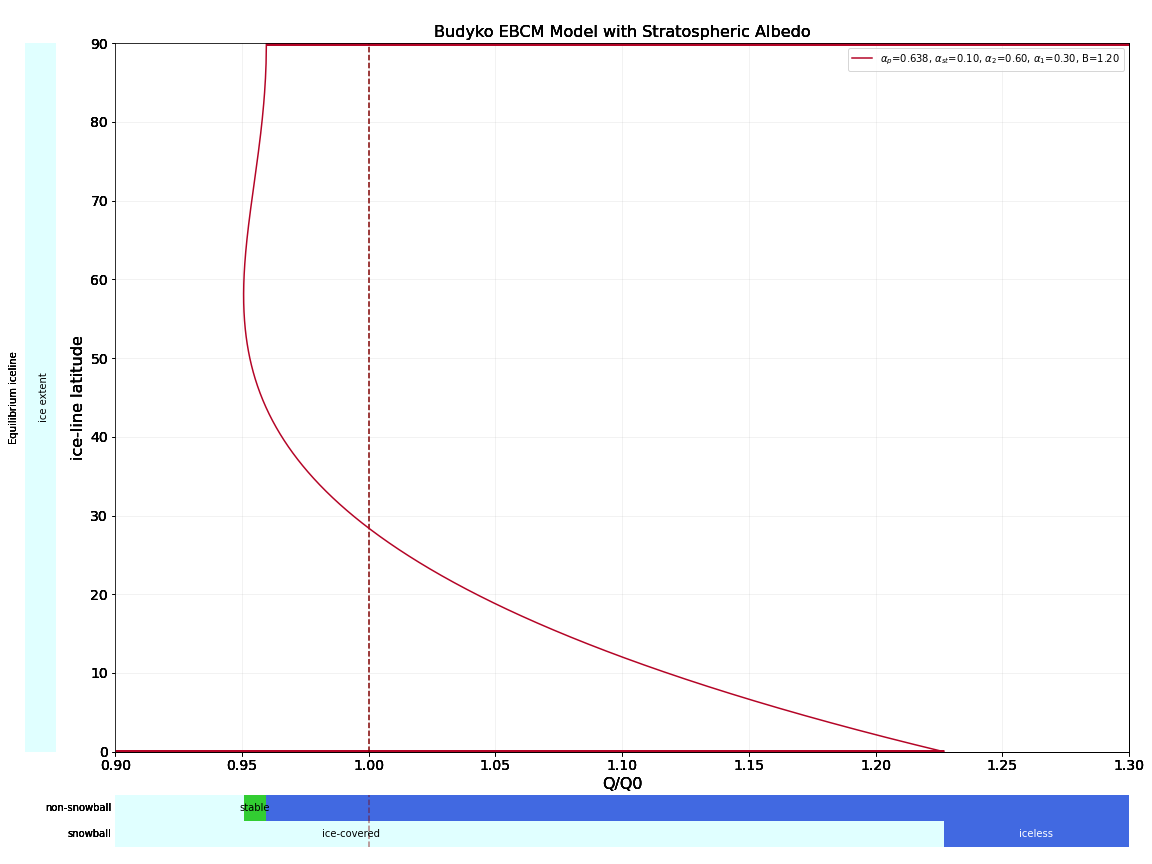 Budyko EBCM Model with Stratospheric Albedo
αp=0.638, αst=0.10, α2=0.60, α1=0.30, B=1.20
90
80
70
60
50
40
30
20
10
0
Equilibrium iceline
ice extent
ice-line latitude
0.90 0.95 1.00 1.05 1.10 1.15 1.20 1.25 1.30
Q/Q0
non-snowball stable
snowball ice-covered iceless